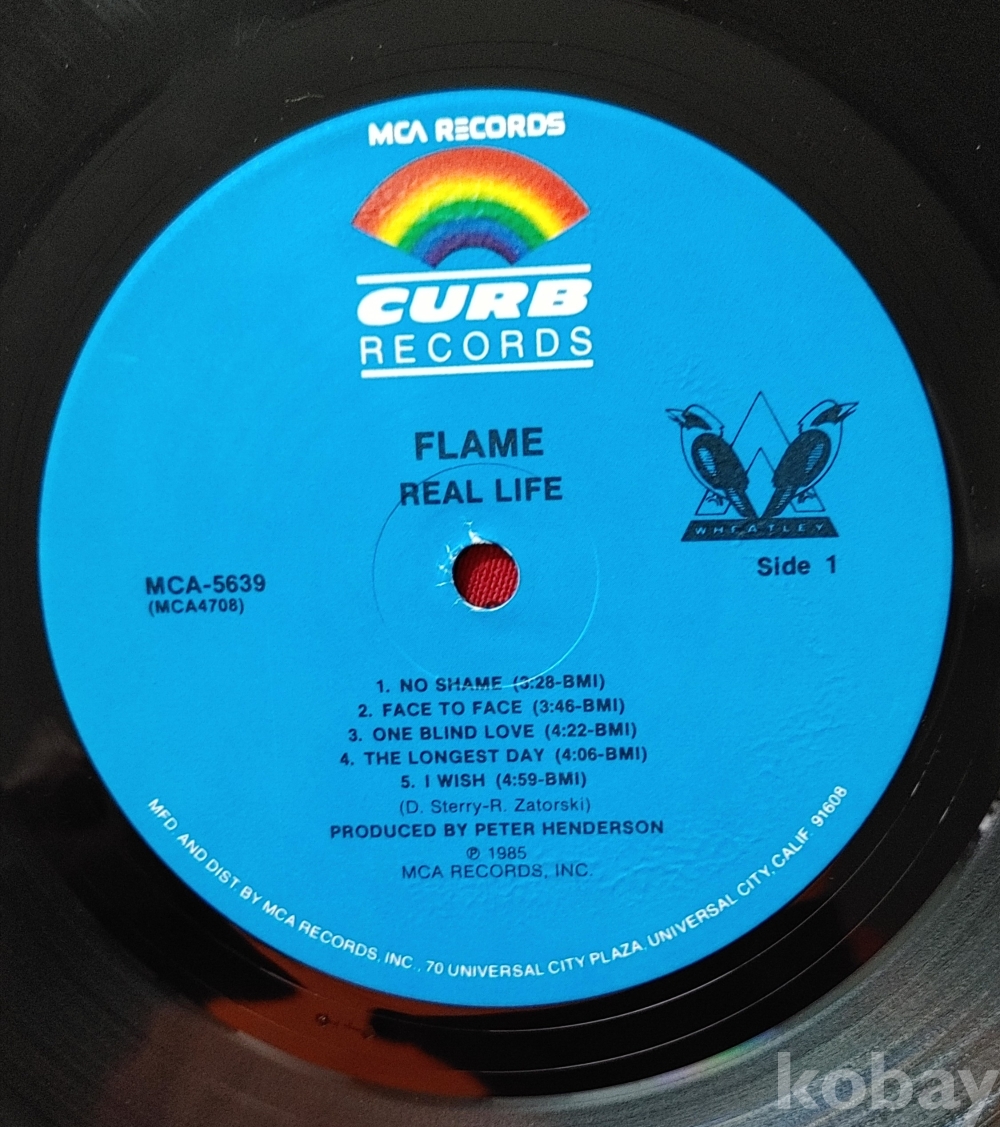 MCA RECORDS
CURB
RECORDS
FLAME
REAL LIFE
WHEATLEY
Side 1
MCA-5639
(MCA4708)
1. NO SHAME (3:28-BMI)
2. FACE TO FACE (3:46-BMI)
3. ONE BLIND LOVE (4:22-BMI)
4. THE LONGEST DAY (4:06-BMI)
5. I WISH (4:59-BMI)
(D. Sterry-R. Zatorski)
PRODUCED BY PETER HENDERSON
℗ 1985
MCA RECORDS, INC.
MFD. AND DIST. BY MCA RECORDS, INC., 70 UNIVERSAL CITY PLAZA, UNIVERSAL CITY, CALIF. 91608
kobay